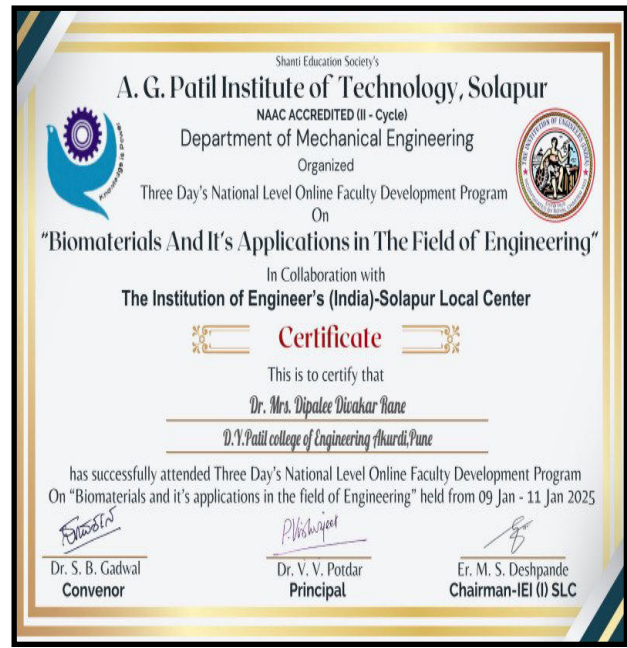 Shanti Education Society's
A. G. Patil Institute of Technology, Solapur
NAAC ACCREDITED (II - Cycle)
Department of Mechanical Engineering
Organized
Three Day's National Level Online Faculty Development Program
On
"Biomaterials And It's Applications in The Field of Engineering"
In Collaboration with
The Institution of Engineer's (India)-Solapur Local Center
Certificate
This is to certify that
Dr. Mrs. Dipalee Divakar Rane
D.Y.Patil college of Engineering Akurdi,Pune
has successfully attended Three Day's National Level Online Faculty Development Program
On "Biomaterials and it's applications in the field of Engineering" held from 09 Jan - 11 Jan 2025
Dr. S. B. Gadwal
Convenor
Dr. V. V. Potdar
Principal
Er. M. S. Deshpande
Chairman-IEI (I) SLC
Knowledge is power